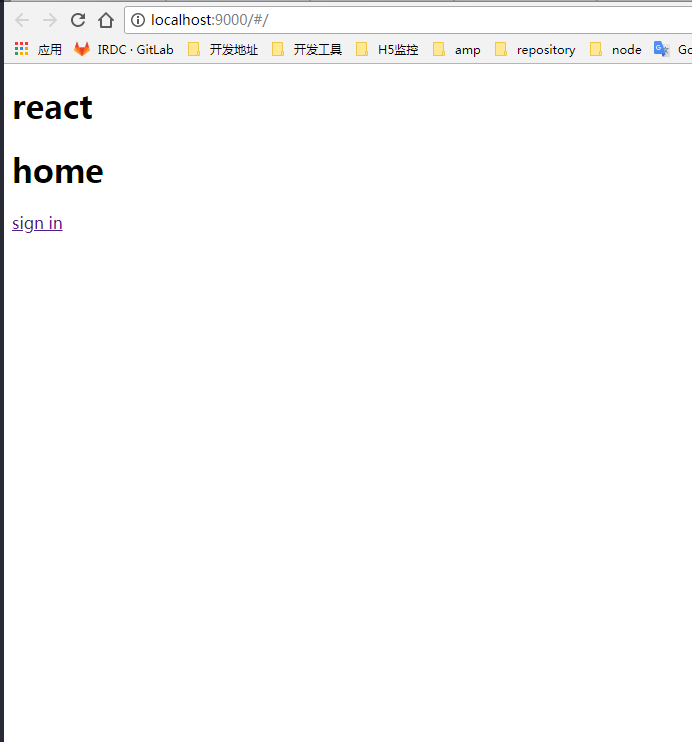 localhost:9000/#/
应用 IRDC · GitLab 开发地址 开发工具 H5监控 amp repository node Go
react
home
sign in